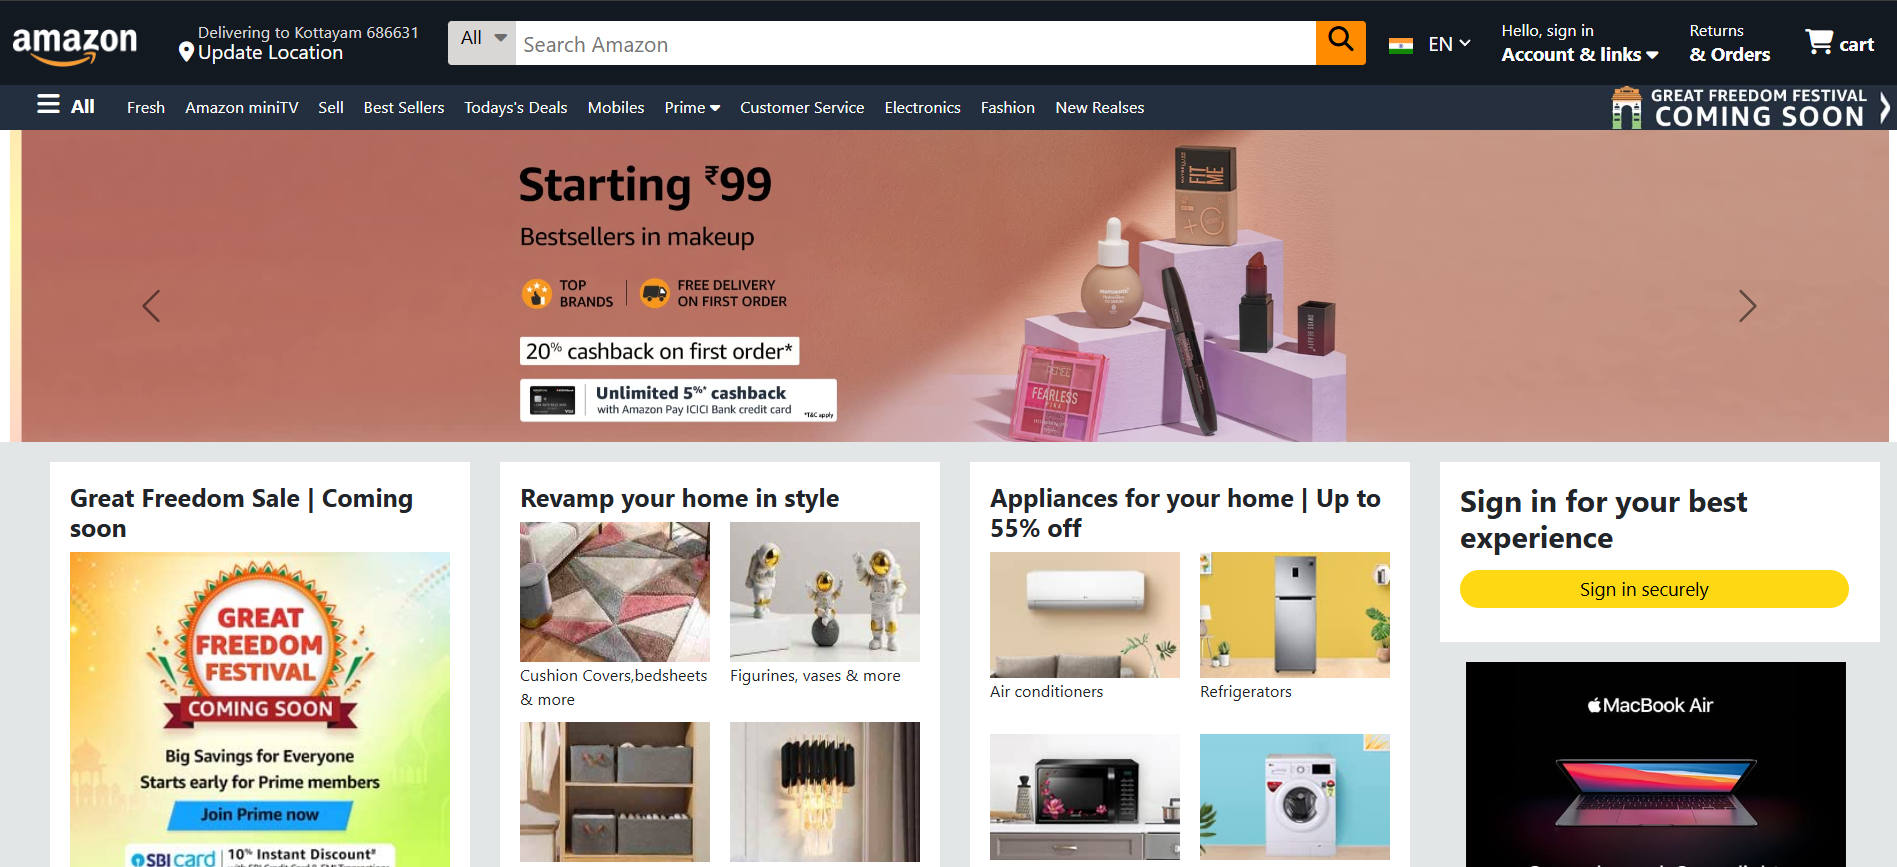 amazon
Delivering to Kottayam 686631
Update Location
All
Search Amazon
EN
Hello, sign in
Account & links
Returns
& Orders
cart
All
Fresh
Amazon miniTV
Sell
Best Sellers
Todays's Deals
Mobiles
Prime
Customer Service
Electronics
Fashion
New Realses
GREAT FREEDOM FESTIVAL
COMING SOON
Starting ₹99
Bestsellers in makeup
TOP
BRANDS
FREE DELIVERY
ON FIRST ORDER
20% cashback on first order*
Unlimited 5%* cashback
with Amazon Pay ICICI Bank credit card
*T&C apply
FIT
ME
RENEE
FEARLESS
Great Freedom Sale | Coming
soon
GREAT
FREEDOM
FESTIVAL
COMING SOON
Big Savings for Everyone
Starts early for Prime members
Join Prime now
SBI card
10% Instant Discount*
Revamp your home in style
Cushion Covers,bedsheets
& more
Figurines, vases & more
Appliances for your home | Up to
55% off
Air conditioners
Refrigerators
Sign in for your best
experience
Sign in securely
MacBook Air